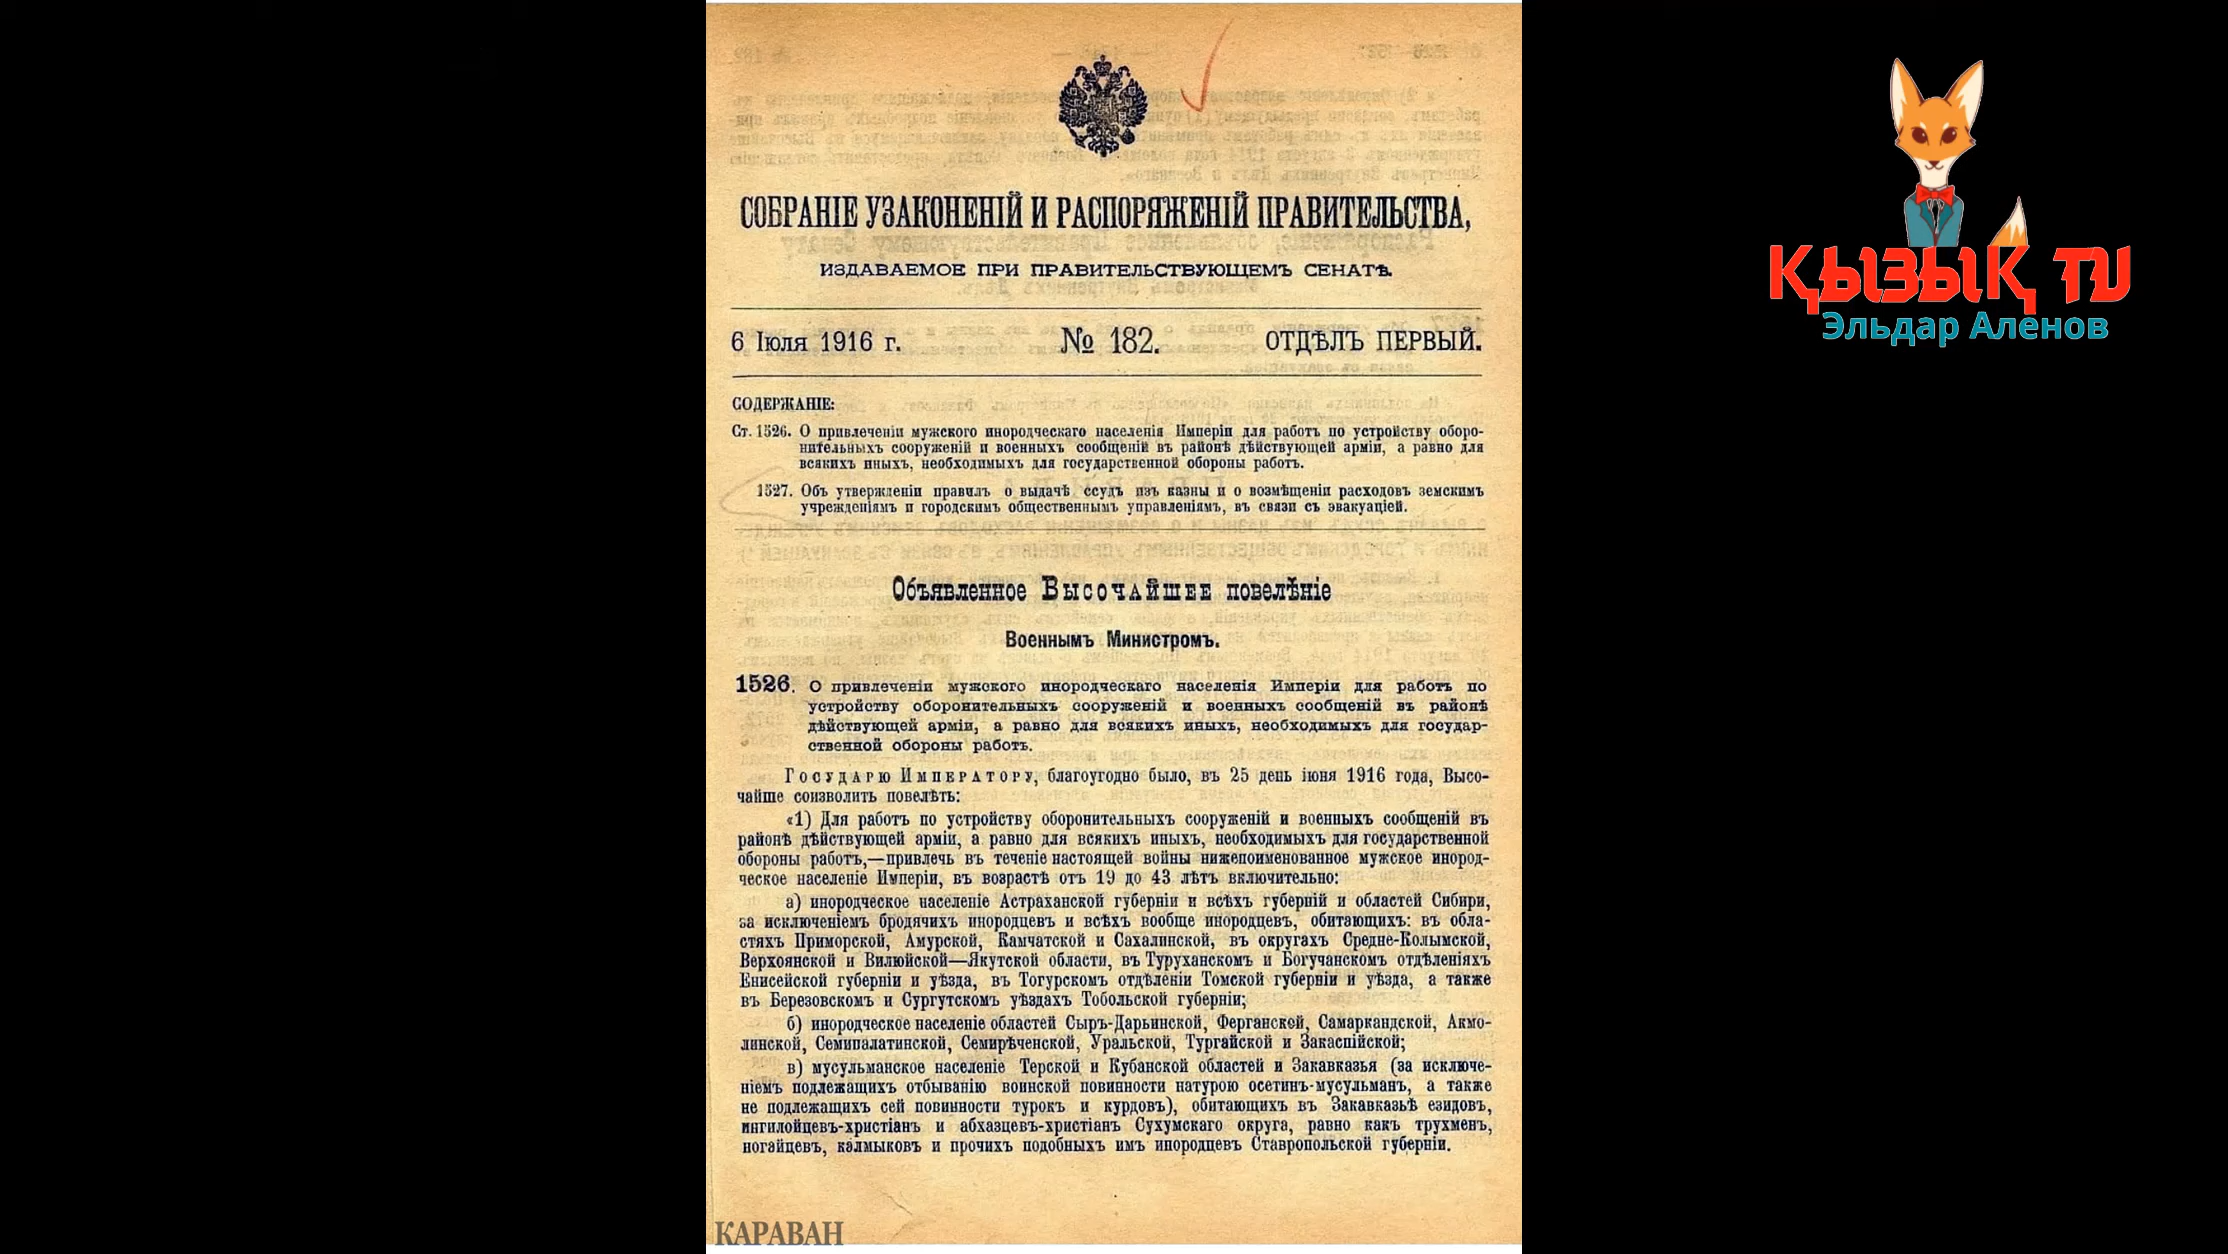 СОБРАНІЕ УЗАКОНЕНІЙ И РАСПОРЯЖЕНІЙ ПРАВИТЕЛЬСТВА,
ИЗДАВАЕМОЕ ПРИ ПРАВИТЕЛЬСТВУЮЩЕМЪ СЕНАТѢ.
6 Іюля 1916 г. № 182. ОТДѢЛЪ ПЕРВЫЙ.
СОДЕРЖАНІЕ:
Ст. 1526. О привлеченіи мужского инородческаго населенія Имперіи для работъ по устройству оборо-
нительныхъ сооруженій и военныхъ сообщеній въ районѣ дѣйствующей арміи, а равно для
всякихъ иныхъ, необходимыхъ для государственной обороны работъ.
1527. Объ утвержденіи правилъ о выдачѣ ссудъ изъ казны и о возмѣщеніи расходовъ земскимъ
учрежденіямъ и городскимъ общественнымъ управленіямъ, въ связи съ эвакуаціей.
Объявленное Высочайшее повелѣніе
Военнымъ Министромъ.
1526. О привлеченіи мужского инородческаго населенія Имперіи для работъ по
устройству оборонительныхъ сооруженій и военныхъ сообщеній въ районѣ
дѣйствующей арміи, а равно для всякихъ иныхъ, необходимыхъ для государ-
ственной обороны работъ.
Государю Императору, благоугодно было, въ 25 день іюня 1916 года, Высо-
чайше соизволить повелѣть:
«1) Для работъ по устройству оборонительныхъ сооруженій и военныхъ сообщеній въ
районѣ дѣйствующей арміи, а равно для всякихъ иныхъ, необходимыхъ для государственной
обороны работъ,—привлечь въ теченіе настоящей войны нижепоименованное мужское инород-
ческое населеніе Имперіи, въ возрастѣ отъ 19 до 43 лѣтъ включительно:
а) инородческое населеніе Астраханской губерніи и всѣхъ губерній и областей Сибири,
за исключеніемъ бродячихъ инородцевъ и всѣхъ вообще инородцевъ, обитающихъ: въ обла-
стяхъ Приморской, Амурской, Камчатской и Сахалинской, въ округахъ Средне-Колымской,
Верхоянской и Вилюйской—Якутской области, въ Туруханскомъ и Богучанскомъ отдѣленіяхъ
Енисейской губерніи и уѣзда, въ Тогурскомъ отдѣленіи Томской губерніи и уѣзда, а также
въ Березовскомъ и Сургутскомъ уѣздахъ Тобольской губерніи;
б) инородческое населеніе областей Сыръ-Дарьинской, Ферганской, Самаркандской, Акмо-
линской, Семипалатинской, Семирѣченской, Уральской, Тургайской и Закаспійской;
в) мусульманское населеніе Терской и Кубанской областей и Закавказья (за исключе-
ніемъ подлежащихъ отбыванію воинской повинности натурою осетинъ-мусульманъ, а также
не подлежащихъ сей повинности турокъ и курдовъ), обитающихъ въ Закавказьѣ езидовъ,
ингилойцевъ-христіанъ и абхазцевъ-христіанъ Сухумскаго округа, равно какъ трухменъ,
ногайцевъ, калмыковъ и прочихъ подобныхъ имъ инородцевъ Ставропольской губерніи.
КАРАВАН
ҚЫЗЫҚ TV
Эльдар Аленов